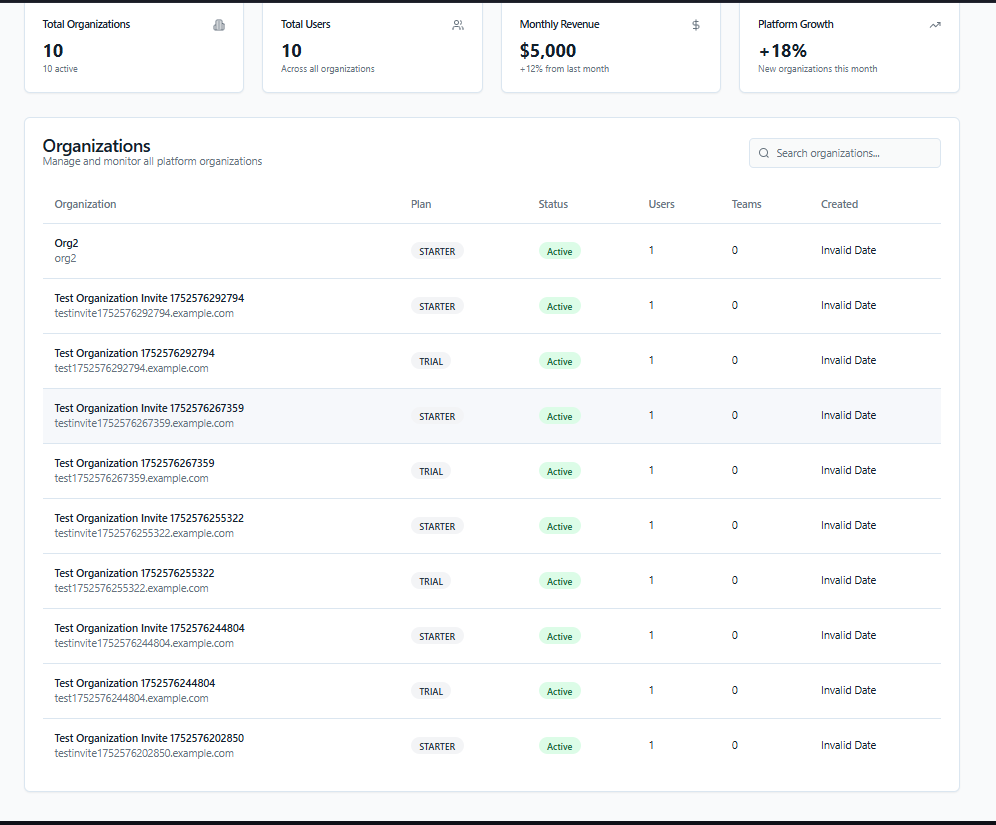 Total Organizations
10
10 active
Total Users
10
Across all organizations
Monthly Revenue
$5,000
+12% from last month
Platform Growth
+18%
New organizations this month
Organizations
Manage and monitor all platform organizations
Search organizations...
Organization Plan Status Users Teams Created
Org2
org2
STARTER Active 1 0 Invalid Date
Test Organization Invite 1752576292794
testinvite1752576292794.example.com
STARTER Active 1 0 Invalid Date
Test Organization 1752576292794
test1752576292794.example.com
TRIAL Active 1 0 Invalid Date
Test Organization Invite 1752576267359
testinvite1752576267359.example.com
STARTER Active 1 0 Invalid Date
Test Organization 1752576267359
test1752576267359.example.com
TRIAL Active 1 0 Invalid Date
Test Organization Invite 1752576255322
testinvite1752576255322.example.com
STARTER Active 1 0 Invalid Date
Test Organization 1752576255322
test1752576255322.example.com
TRIAL Active 1 0 Invalid Date
Test Organization Invite 1752576244804
testinvite1752576244804.example.com
STARTER Active 1 0 Invalid Date
Test Organization 1752576244804
test1752576244804.example.com
TRIAL Active 1 0 Invalid Date
Test Organization Invite 1752576202850
testinvite1752576202850.example.com
STARTER Active 1 0 Invalid Date